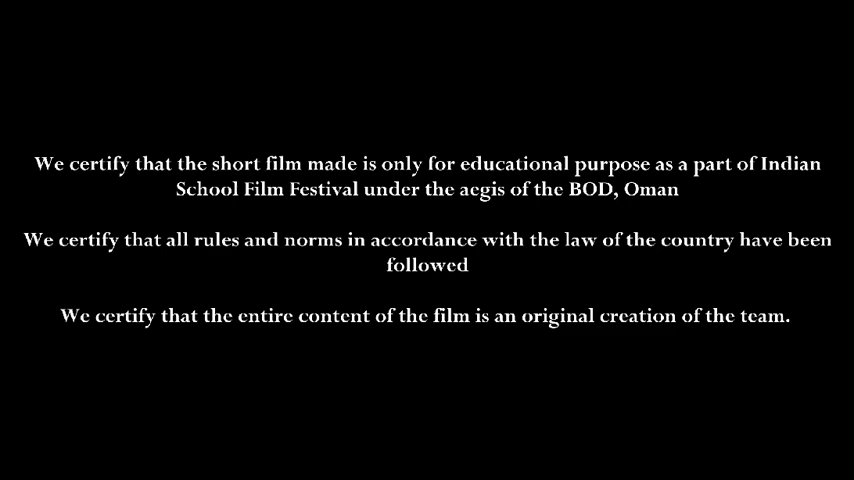 We certify that the short film made is only for educational purpose as a part of Indian
School Film Festival under the aegis of the BOD, Oman
We certify that all rules and norms in accordance with the law of the country have been
followed
We certify that the entire content of the film is an original creation of the team.